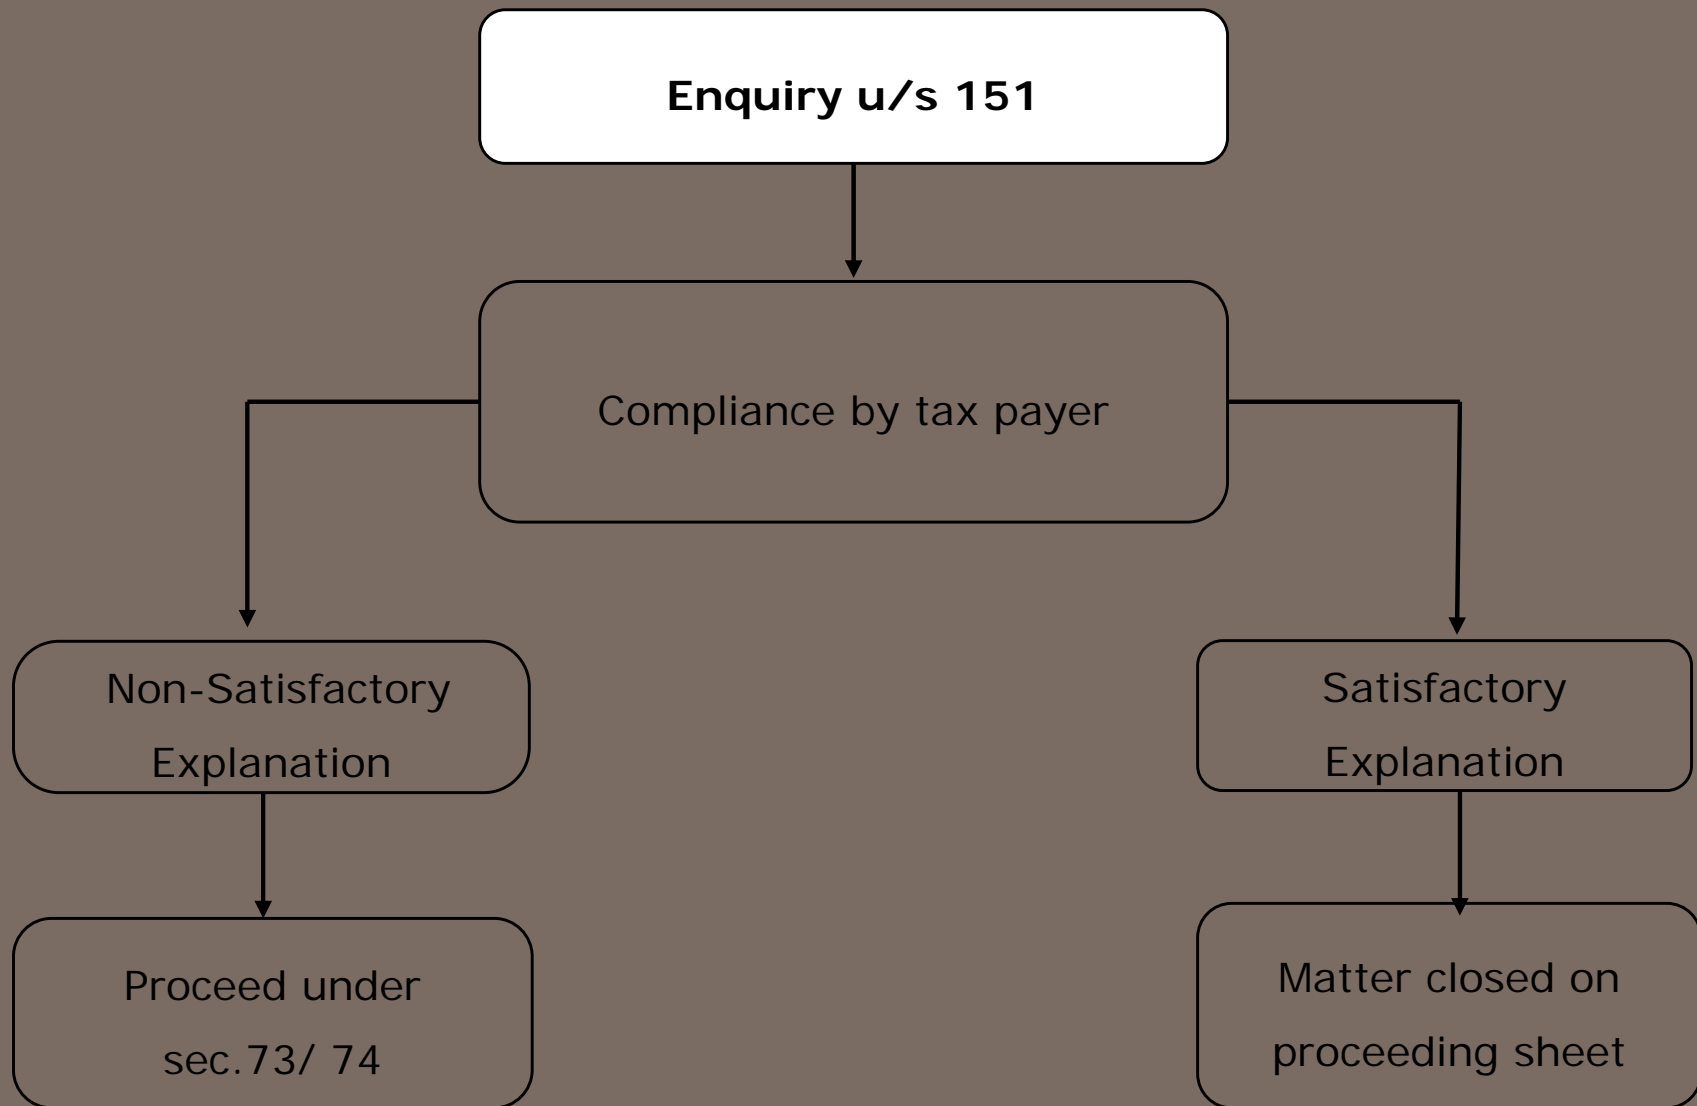 Enquiry u/s 151
Compliance by tax payer
Non-Satisfactory
Explanation
Satisfactory
Explanation
Proceed under
sec.73/ 74
Matter closed on
proceeding sheet